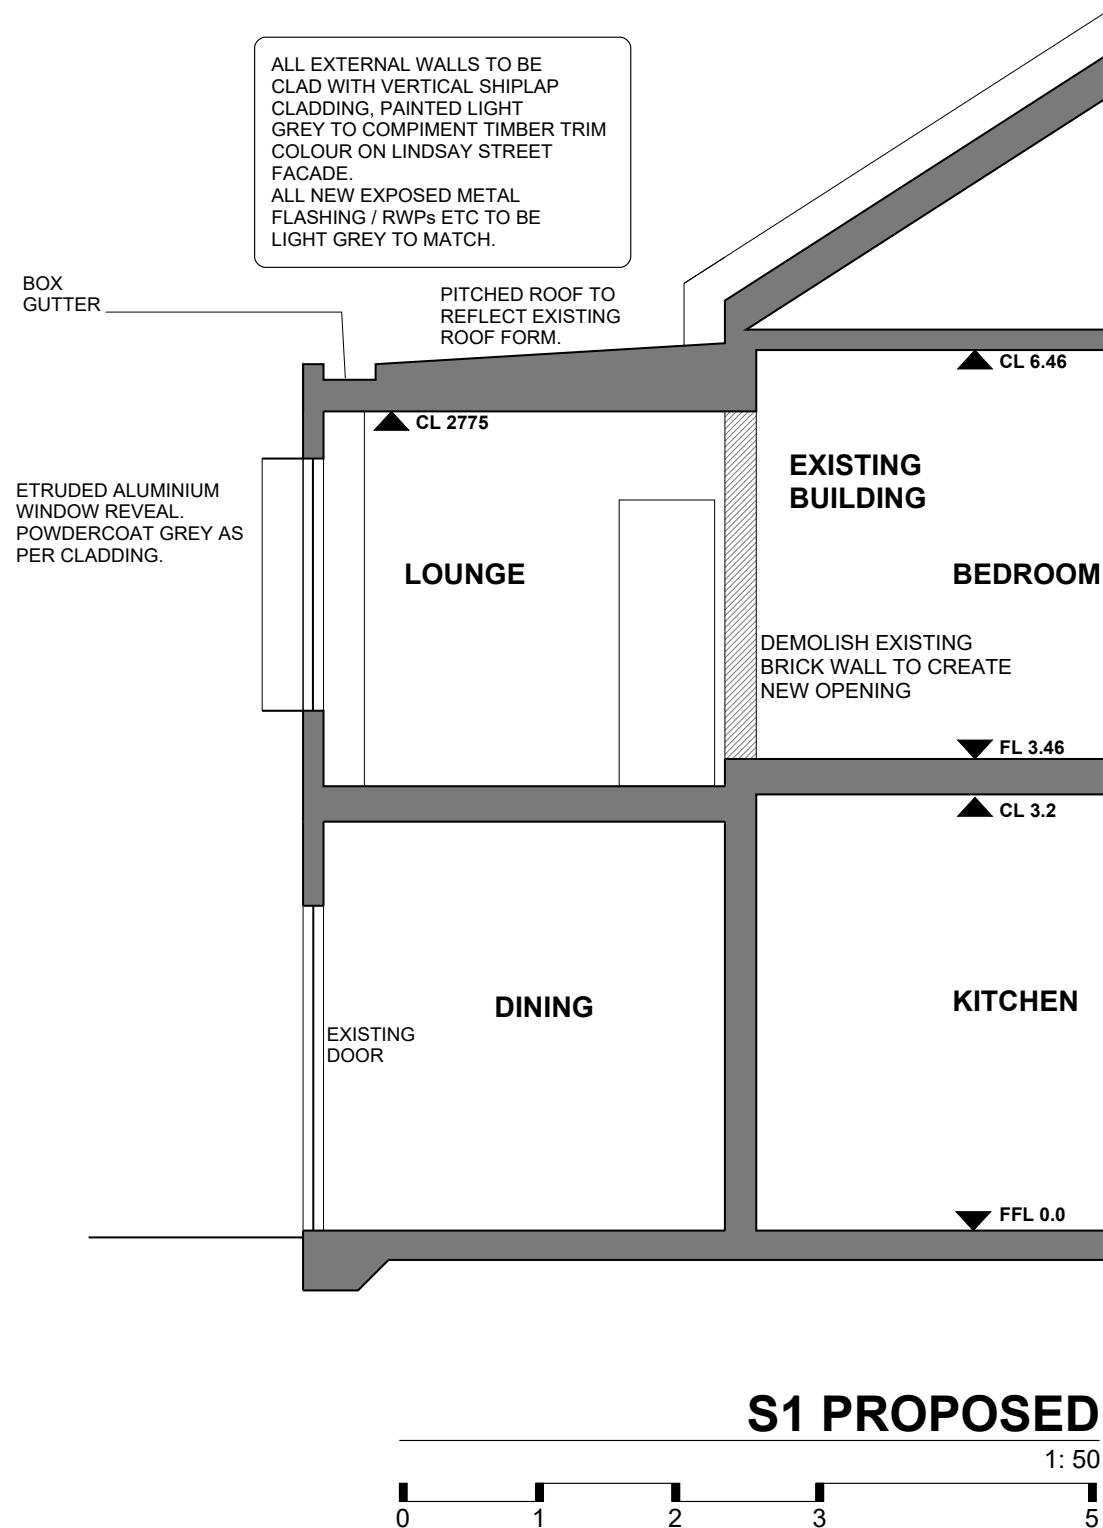 ALL EXTERNAL WALLS TO BE
CLAD WITH VERTICAL SHIPLAP
CLADDING, PAINTED LIGHT
GREY TO COMPIMENT TIMBER TRIM
COLOUR ON LINDSAY STREET
FACADE.
ALL NEW EXPOSED METAL
FLASHING / RWPs ETC TO BE
LIGHT GREY TO MATCH.
BOX
GUTTER
PITCHED ROOF TO
REFLECT EXISTING
ROOF FORM.
CL 6.46
CL 2775
EXISTING
BUILDING
ETRUDED ALUMINIUM
WINDOW REVEAL.
POWDERCOAT GREY AS
PER CLADDING.
LOUNGE
BEDROOM
DEMOLISH EXISTING
BRICK WALL TO CREATE
NEW OPENING
FL 3.46
CL 3.2
DINING
KITCHEN
EXISTING
DOOR
FFL 0.0
S1 PROPOSED
1: 50
0 1 2 3 5